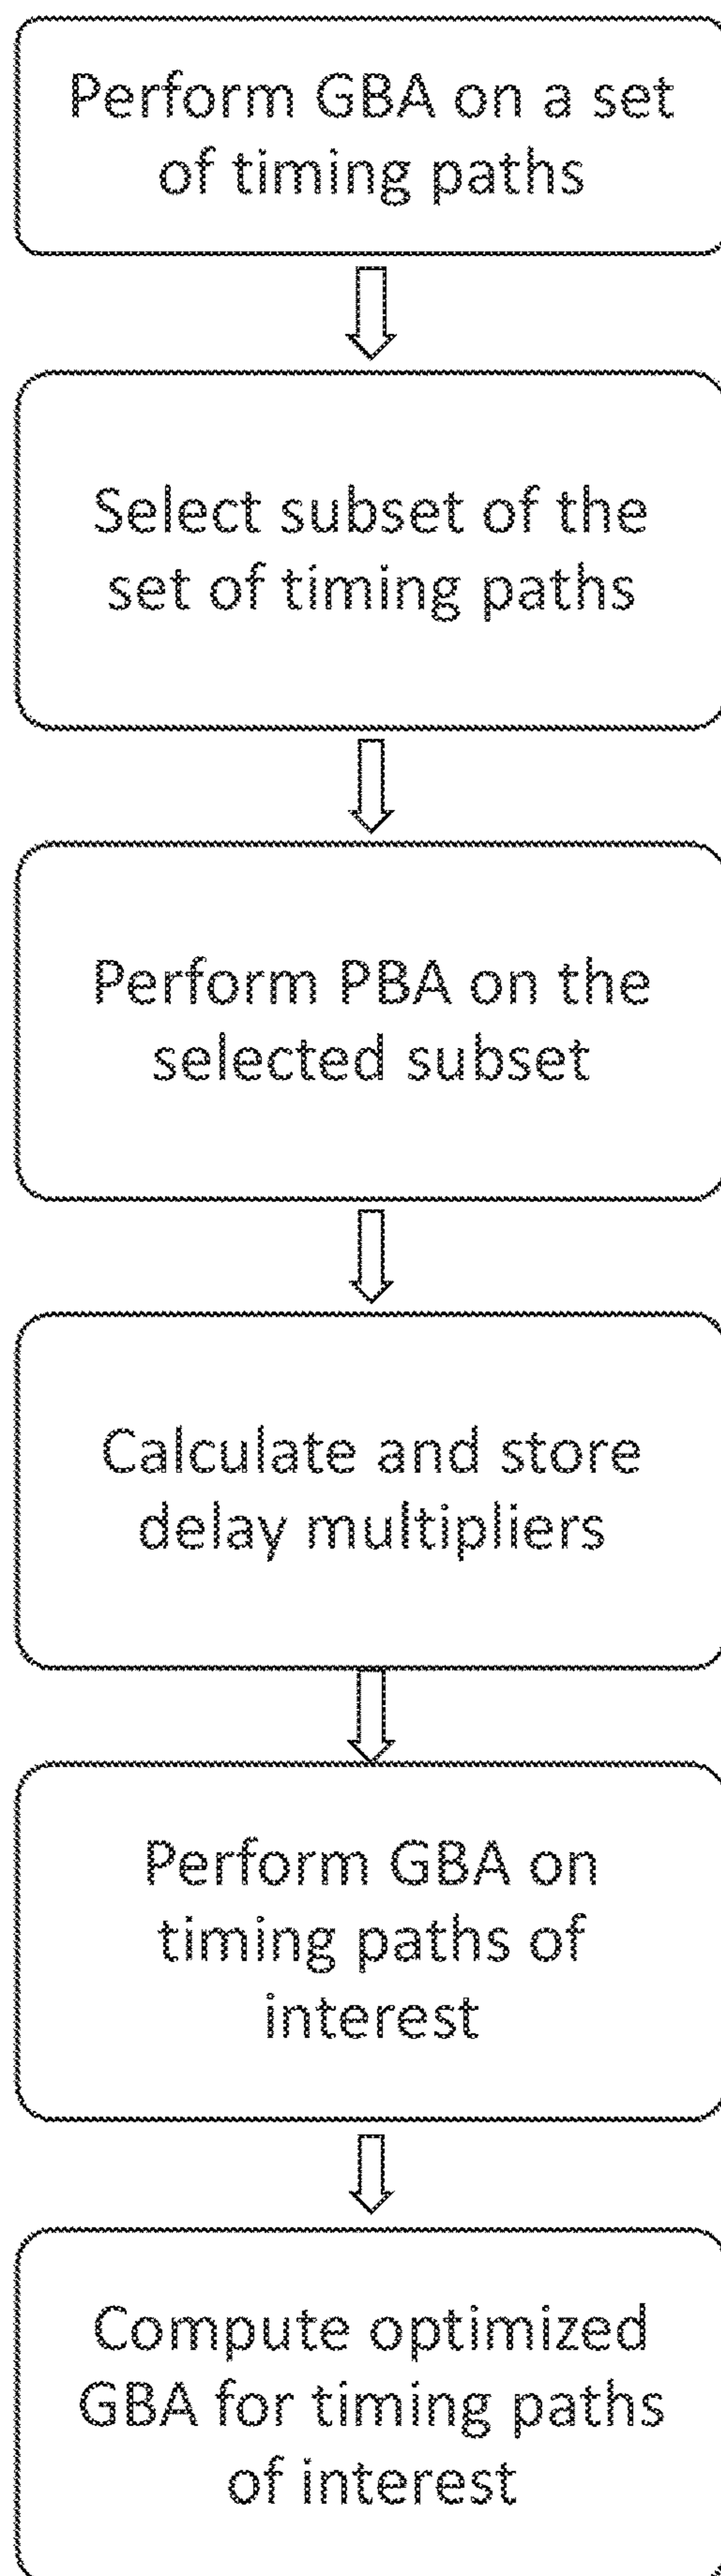 Perform GBA on a set
of timing paths
Select subset of the
set of timing paths
Perform PBA on the
selected subset
Calculate and store
delay multipliers
Perform GBA on
timing paths of
interest
Compute optimized
GBA for timing paths
of interest